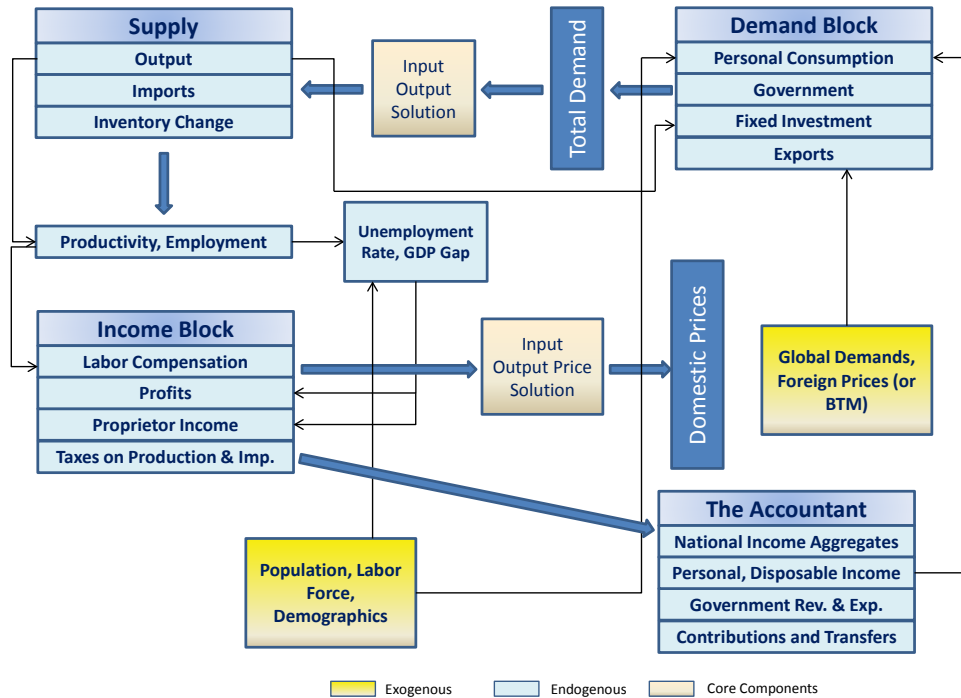 Supply
Output
Imports
Inventory Change
Input
Output
Solution
Total Demand
Demand Block
Personal Consumption
Government
Fixed Investment
Exports
Productivity, Employment
Unemployment
Rate, GDP Gap
Income Block
Labor Compensation
Profits
Proprietor Income
Taxes on Production & Imp.
Input
Output Price
Solution
Domestic Prices
Global Demands,
Foreign Prices (or
BTM)
Population, Labor
Force,
Demographics
The Accountant
National Income Aggregates
Personal, Disposable Income
Government Rev. & Exp.
Contributions and Transfers
Exogenous
Endogenous
Core Components